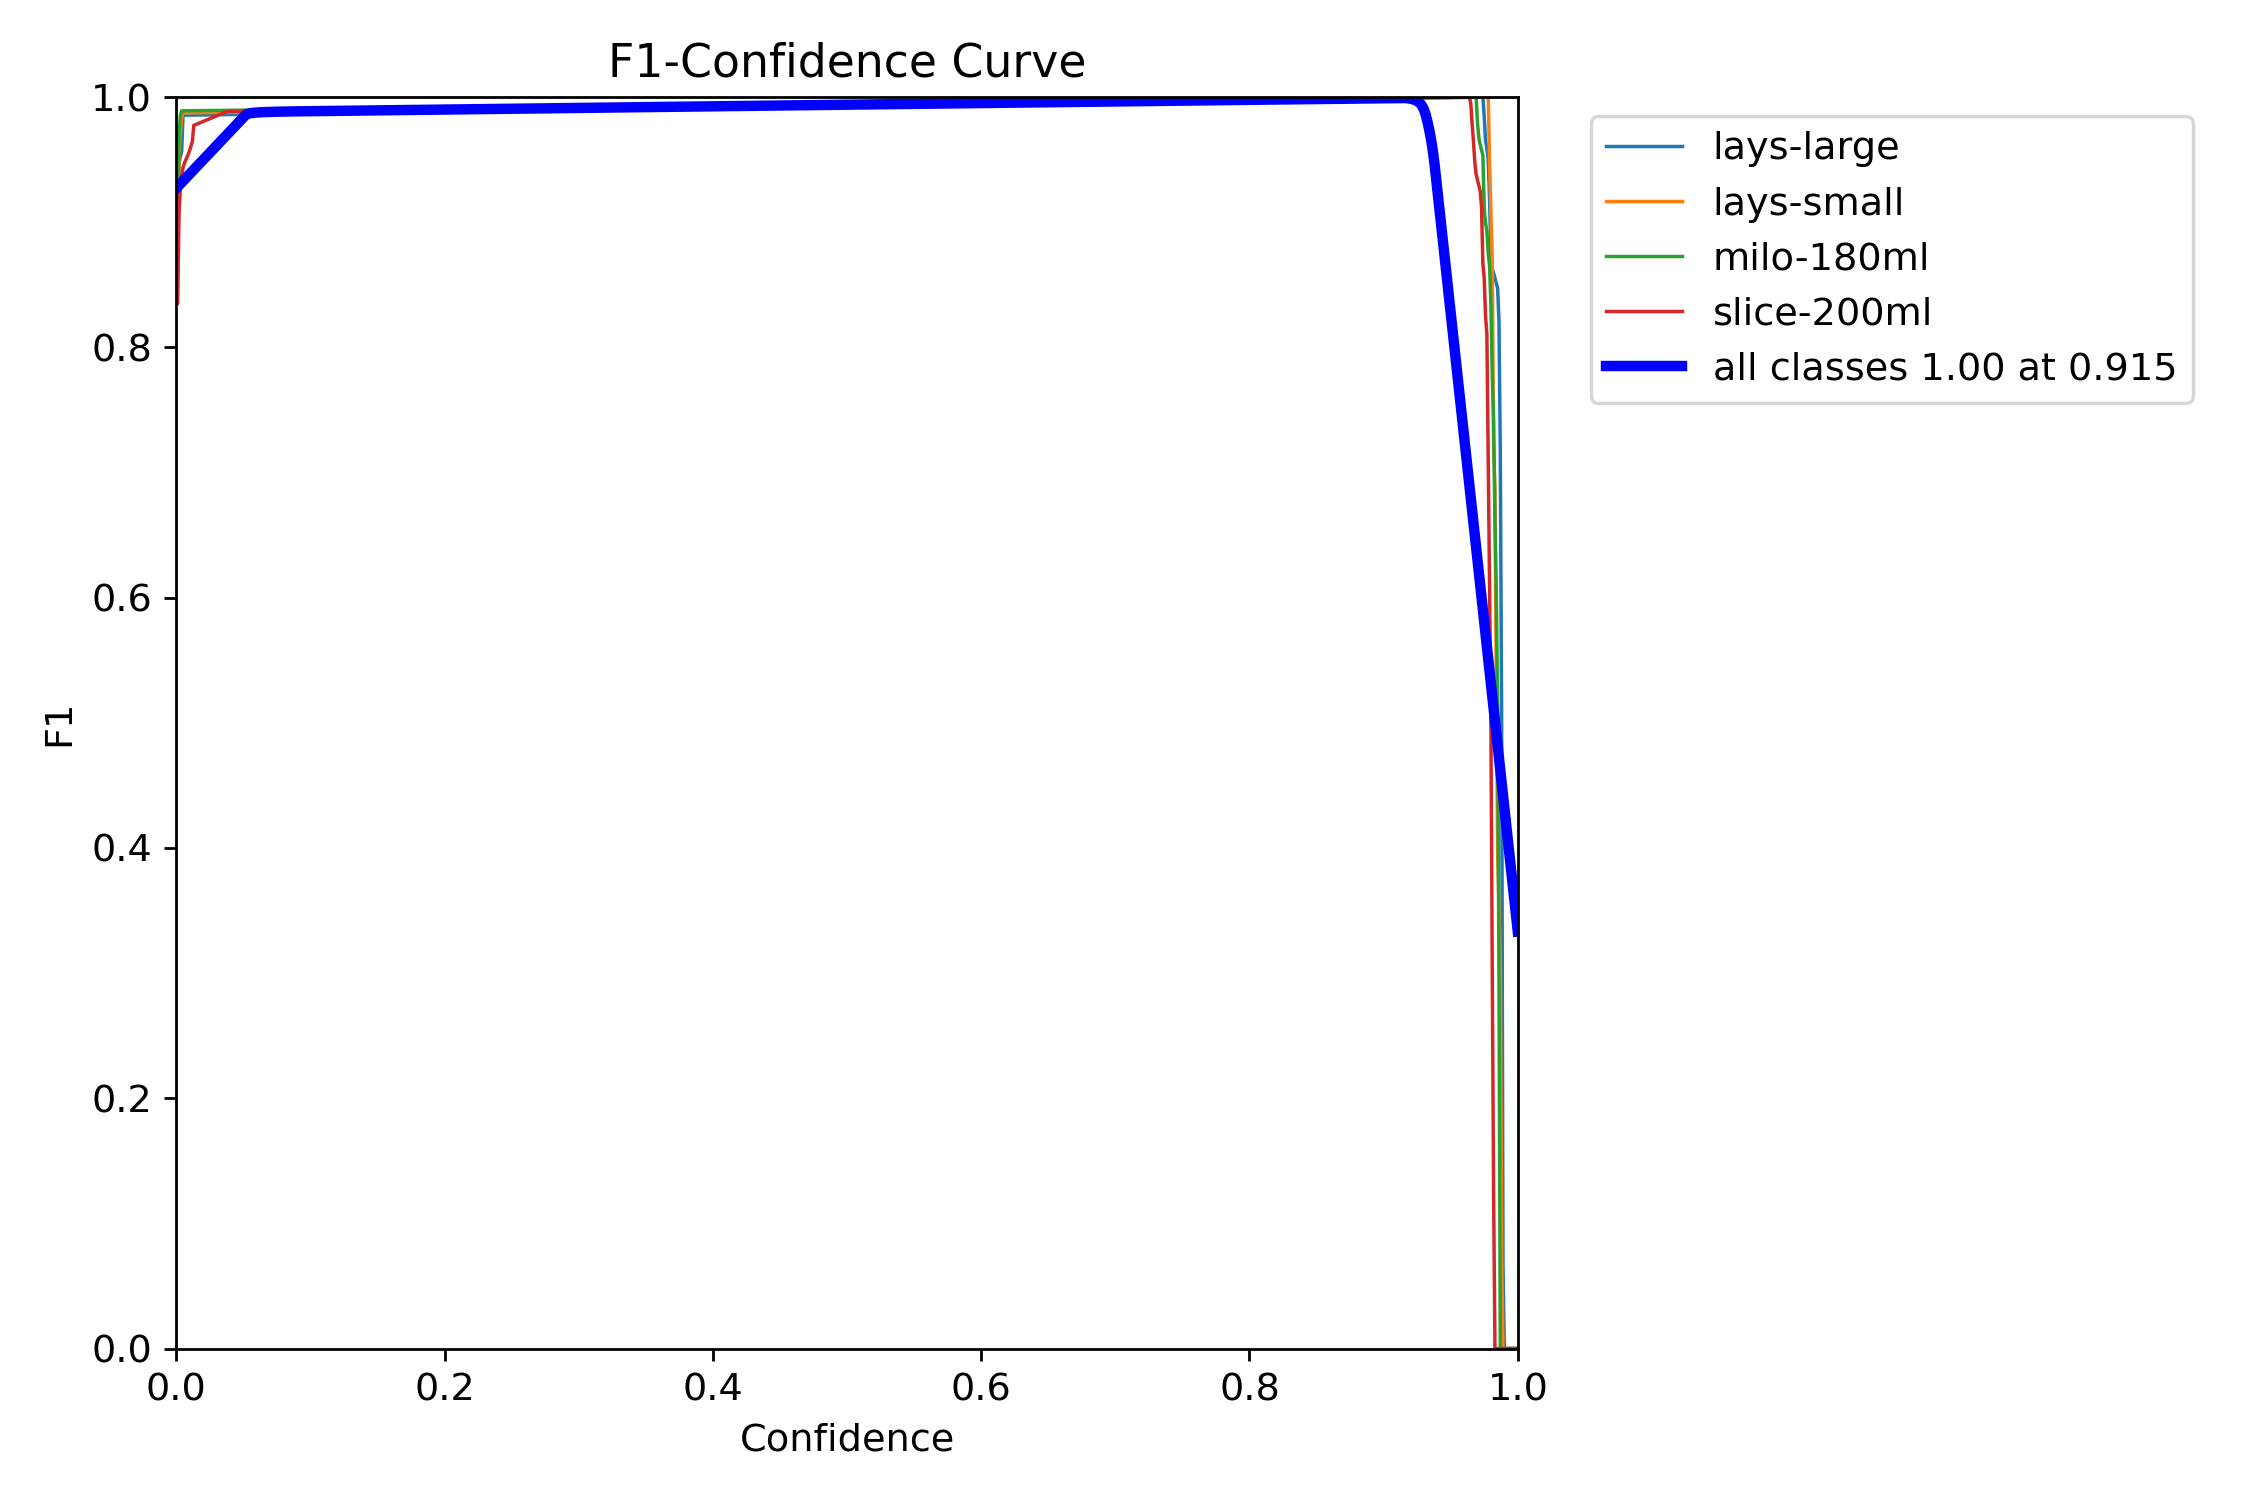 F1-Confidence Curve
1.0
0.8
0.6
0.4
0.2
0.0
F1
0.0 0.2 0.4 0.6 0.8 1.0
Confidence
lays-large
lays-small
milo-180ml
slice-200ml
all classes 1.00 at 0.915